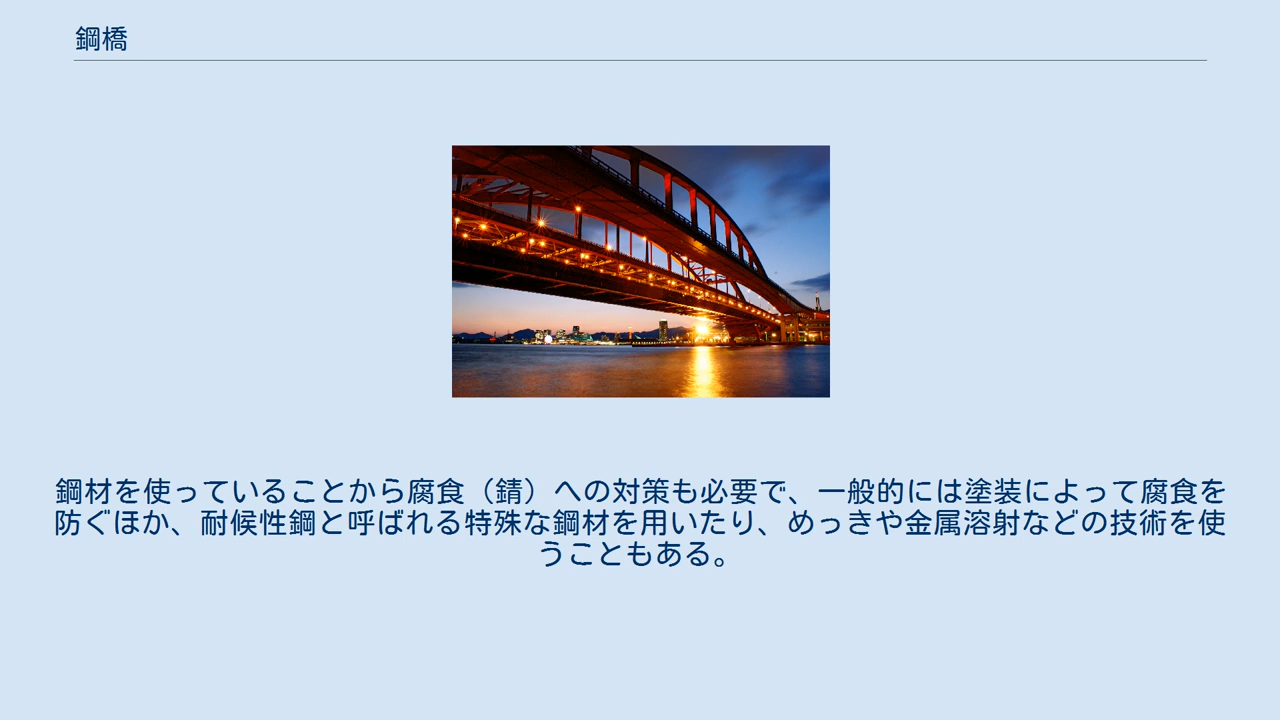 鋼橋
鋼材を使っていることから腐食（錆）への対策も必要で、一般的には塗装によって腐食を
防ぐほか、耐候性鋼と呼ばれる特殊な鋼材を用いたり、めっきや金属溶射などの技術を使
うこともある。